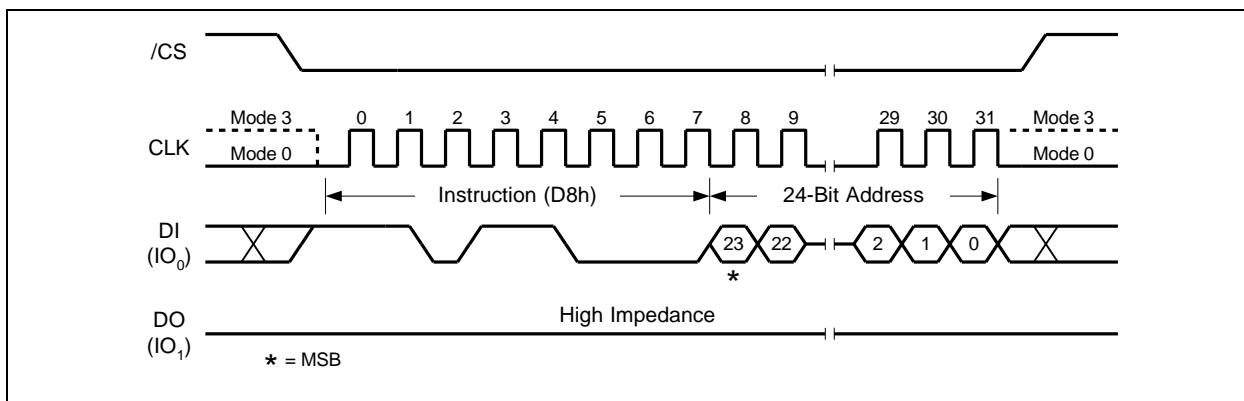 /CS
Mode 3 0 1 2 3 4 5 6 7 8 9 29 30 31 Mode 3
CLK
Mode 0 Mode 0
Instruction (D8h) 24-Bit Address
DI
(IO0)
23 22 2 1 0
*
High Impedance
DO
(IO1)
* = MSB